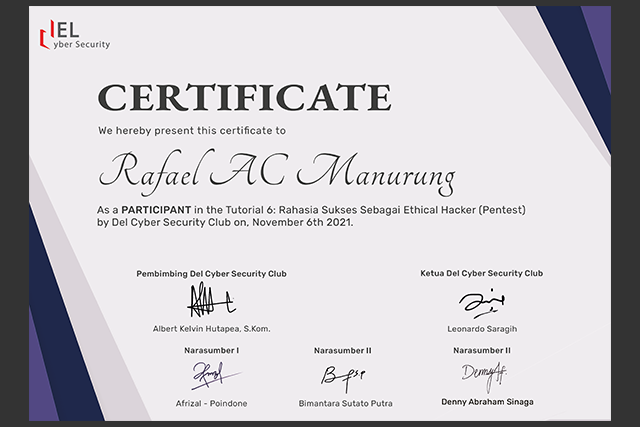 IEL
yber Security
CERTIFICATE
We hereby present this certificate to
Rafael AC Manurung
As a PARTICIPANT in the Tutorial 6: Rahasia Sukses Sebagai Ethical Hacker (Pentest)
by Del Cyber Security Club on, November 6th 2021.
Pembimbing Del Cyber Security Club
Ketua Del Cyber Security Club
Albert Kelvin Hutapea, S.Kom.
Leonardo Saragih
Narasumber I
Narasumber II
Narasumber II
Afrizal - Poindone
Bimantara Sutato Putra
Denny Abraham Sinaga